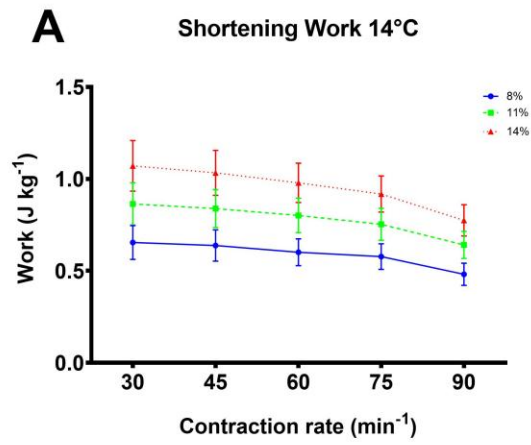 A
Shortening Work 14°C
8%
11%
14%
1.5
1.0
0.5
0.0
Work (J kg⁻¹)
30 45 60 75 90
Contraction rate (min⁻¹)